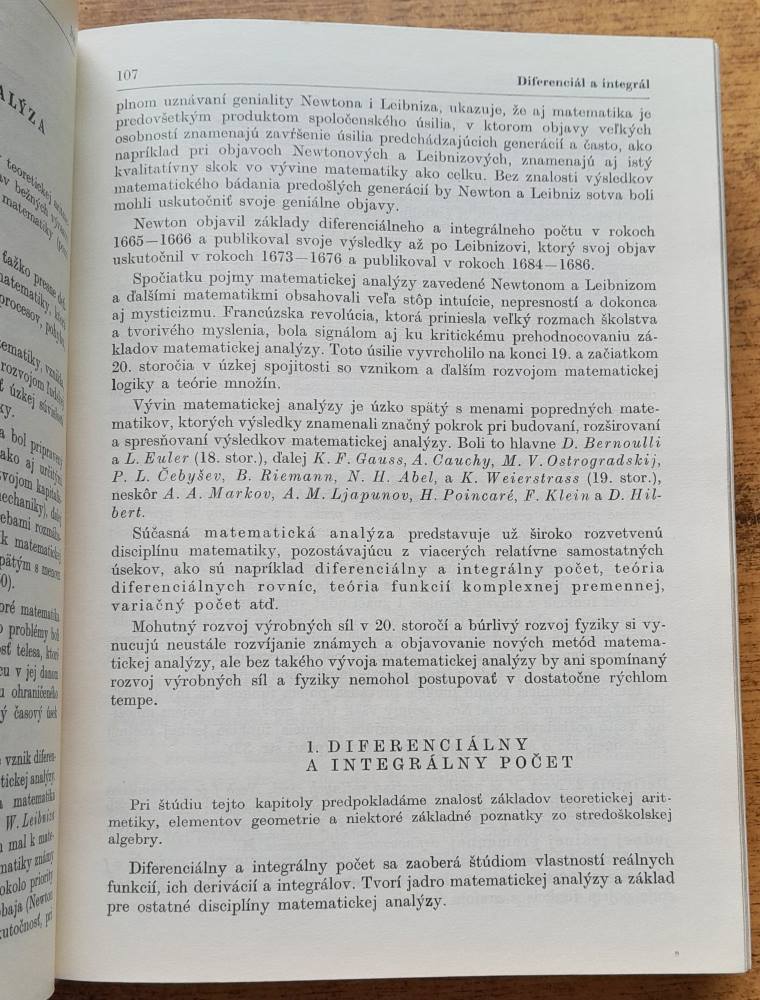 107
Diferenciál a integrál
plnom uznávaní geniality Newtona i Leibniza, ukazuje, že aj matematika je
predovšetkým produktom spoločenského úsilia, v ktorom objavy veľkých
osobností znamenajú zavŕšenie úsilia predchádzajúcich generácií a často, ako
napríklad pri objavoch Newtonových a Leibnizových, znamenajú aj istý
kvalitatívny skok vo vývine matematiky ako celku. Bez znalosti výsledkov
matematického bádania predošlých generácií by Newton a Leibniz sotva boli
mohli uskutočniť svoje geniálne objavy.
Newton objavil základy diferenciálneho a integrálneho počtu v rokoch
1665—1666 a publikoval svoje výsledky až po Leibnizovi, ktorý svoj objav
uskutočnil v rokoch 1673—1676 a publikoval v rokoch 1684—1686.
Spočiatku pojmy matematickej analýzy zavedené Newtonom a Leibnizom
a ďalšími matematikmi obsahovali veľa stôp intuície, nepresností a dokonca
aj mysticizmu. Francúzska revolúcia, ktorá priniesla veľký rozmach školstva
a tvorivého myslenia, bola signálom aj ku kritickému prehodnocovaniu zá-
kladov matematickej analýzy. Toto úsilie vyvrcholilo na konci 19. a začiatkom
20. storočia v úzkej spojitosti so vznikom a ďalším rozvojom matematickej
logiky a teórie množín.
Vývin matematickej analýzy je úzko spätý s menami popredných mate-
matikov, ktorých výsledky znamenali značný pokrok pri budovaní, rozširovaní
a spresňovaní výsledkov matematickej analýzy. Boli to hlavne D. Bernoulli
a L. Euler (18. stor.), ďalej K. F. Gauss, A. Cauchy, M. V. Ostrogradskij,
P. L. Čebyšev, B. Riemann, N. H. Abel, a K. Weierstrass (19. stor.),
neskôr A. A. Markov, A. M. Ljapunov, H. Poincaré, F. Klein a D. Hil-
bert.
Súčasná matematická analýza predstavuje už široko rozvetvenú
disciplínu matematiky, pozostávajúcu z viacerých relatívne samostatných
úsekov, ako sú napríklad diferenciálny a integrálny počet, teória
diferenciálnych rovníc, teória funkcií komplexnej premennej,
variačný počet atď.
Mohutný rozvoj výrobných síl v 20. storočí a búrlivý rozvoj fyziky si vy-
nucujú neustále rozvíjanie známych a objavovanie nových metód matema-
tickej analýzy, ale bez takého vývoja matematickej analýzy by ani spomínaný
rozvoj výrobných síl a fyziky nemohol postupovať v dostatočne rýchlom
tempe.
1. DIFERENCIÁLNY
A INTEGRÁLNY POČET
Pri štúdiu tejto kapitoly predpokladáme znalosť základov teoretickej arit-
metiky, elementov geometrie a niektoré základné poznatky zo stredoškolskej
algebry.
Diferenciálny a integrálny počet sa zaoberá štúdiom vlastností reálnych
funkcií, ich derivácií a integrálov. Tvorí jadro matematickej analýzy a základ
pre ostatné disciplíny matematickej analýzy.